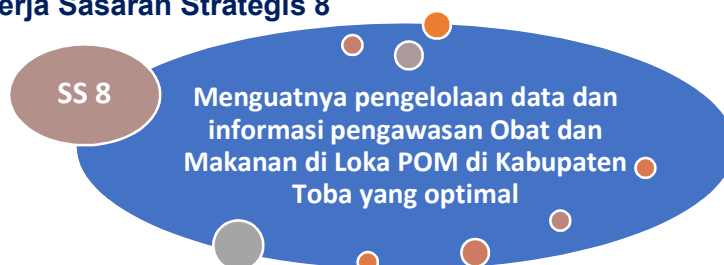 erja Sasaran Strategis 8
SS 8
Menguatnya pengelolaan data dan
informasi pengawasan Obat dan
Makanan di Loka POM di Kabupaten
Toba yang optimal